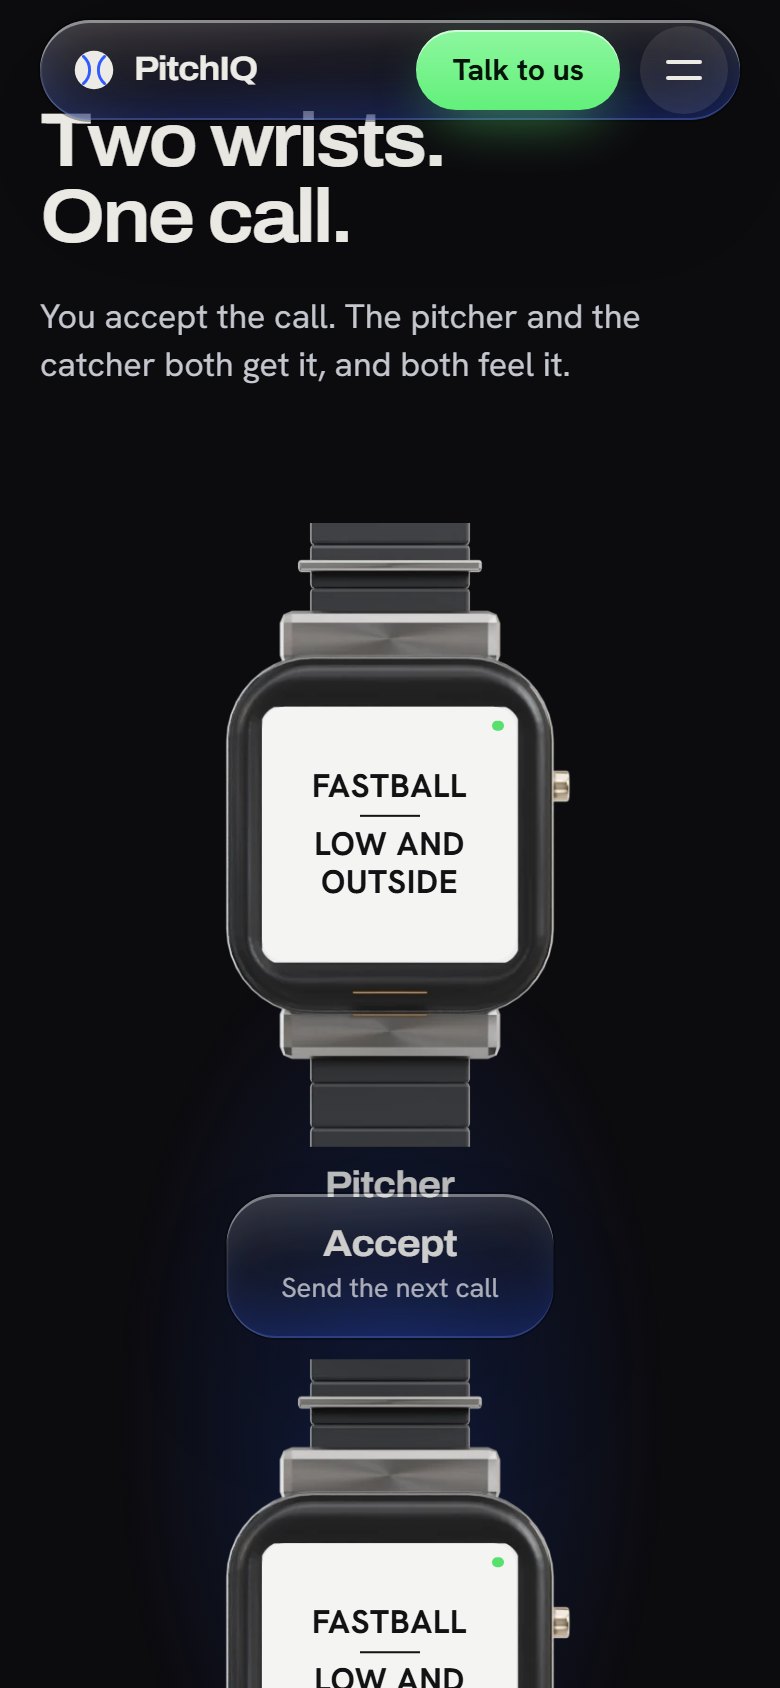 PitchIQ
Talk to us
Two wrists.
One call.
You accept the call. The pitcher and the
catcher both get it, and both feel it.
FASTBALL
LOW AND
OUTSIDE
Pitcher
Accept
Send the next call
FASTBALL
LOW AND